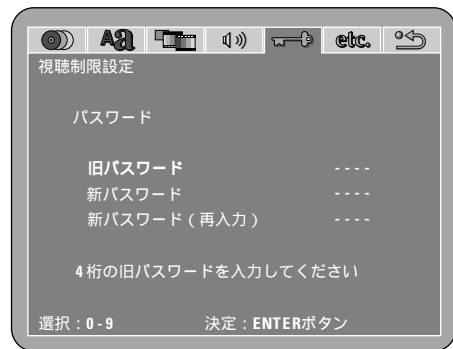 Aあ etc.
視聴制限設定
パスワード
旧パスワード ----
新パスワード ----
新パスワード（再入力） ----
4桁の旧パスワードを入力してください
選択：0-9 決定：ENTERボタン